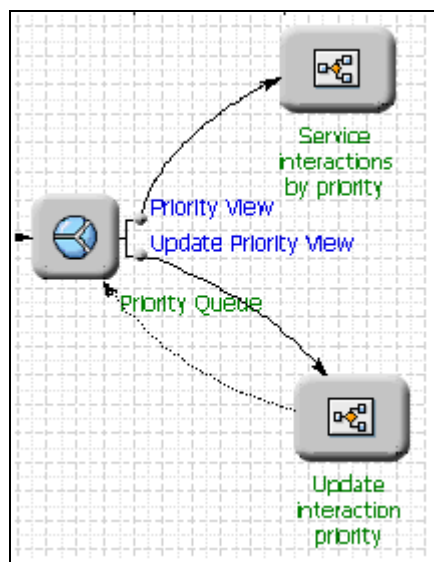 Service
interactions
by priority
Priority View
Update Priority View
Priority Queue
Update
interaction
priority